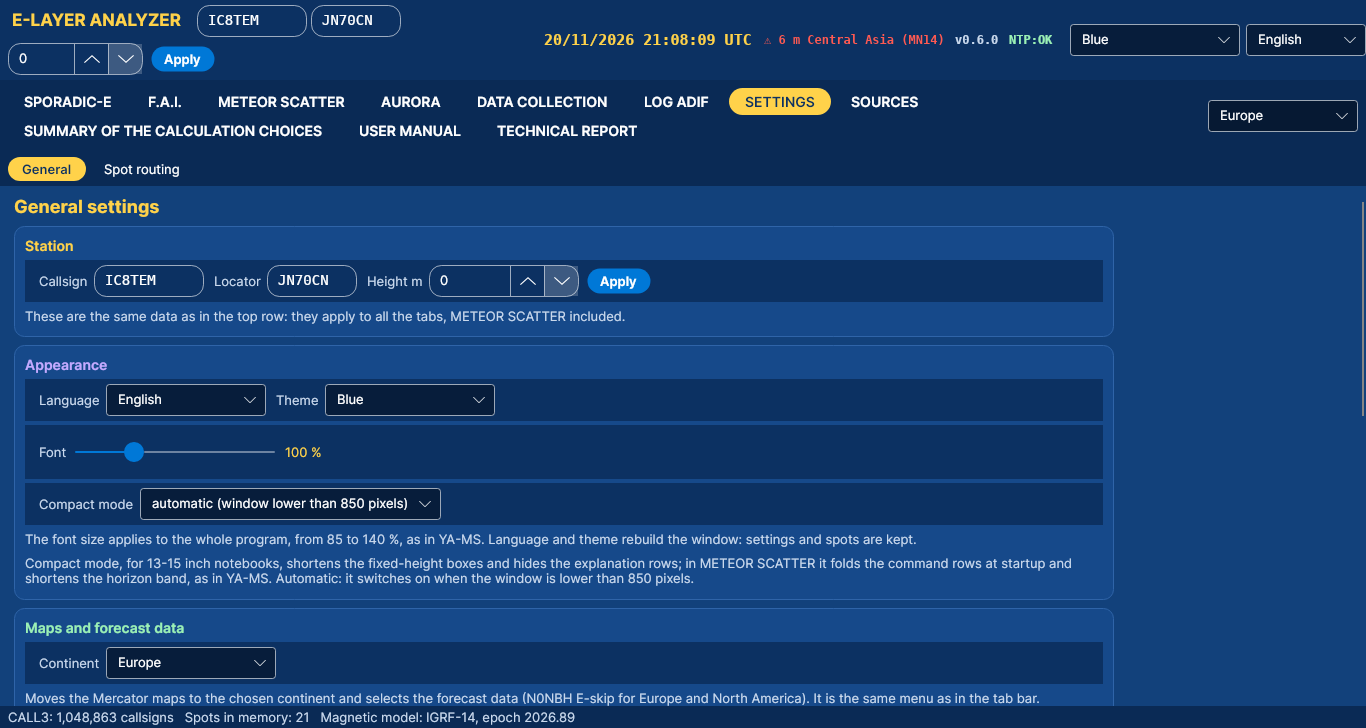 E-LAYER ANALYZER IC8TEM JN70CN
0 Apply
20/11/2026 21:08:09 UTC ⚠ 6 m Central Asia (MN14) v0.6.0 NTP:OK Blue English
SPORADIC-E F.A.I. METEOR SCATTER AURORA DATA COLLECTION LOG ADIF SETTINGS SOURCES
SUMMARY OF THE CALCULATION CHOICES USER MANUAL TECHNICAL REPORT
Europe
General Spot routing
General settings
Station
Callsign IC8TEM Locator JN70CN Height m 0 Apply
These are the same data as in the top row: they apply to all the tabs, METEOR SCATTER included.
Appearance
Language English Theme Blue
Font 100 %
Compact mode automatic (window lower than 850 pixels)
The font size applies to the whole program, from 85 to 140 %, as in YA-MS. Language and theme rebuild the window: settings and spots are kept.
Compact mode, for 13-15 inch notebooks, shortens the fixed-height boxes and hides the explanation rows; in METEOR SCATTER it folds the command rows at startup and
shortens the horizon band, as in YA-MS. Automatic: it switches on when the window is lower than 850 pixels.
Maps and forecast data
Continent Europe
Moves the Mercator maps to the chosen continent and selects the forecast data (N0NBH E-skip for Europe and North America). It is the same menu as in the tab bar.
CALL3: 1,048,863 callsigns Spots in memory: 21 Magnetic model: IGRF-14, epoch 2026.89